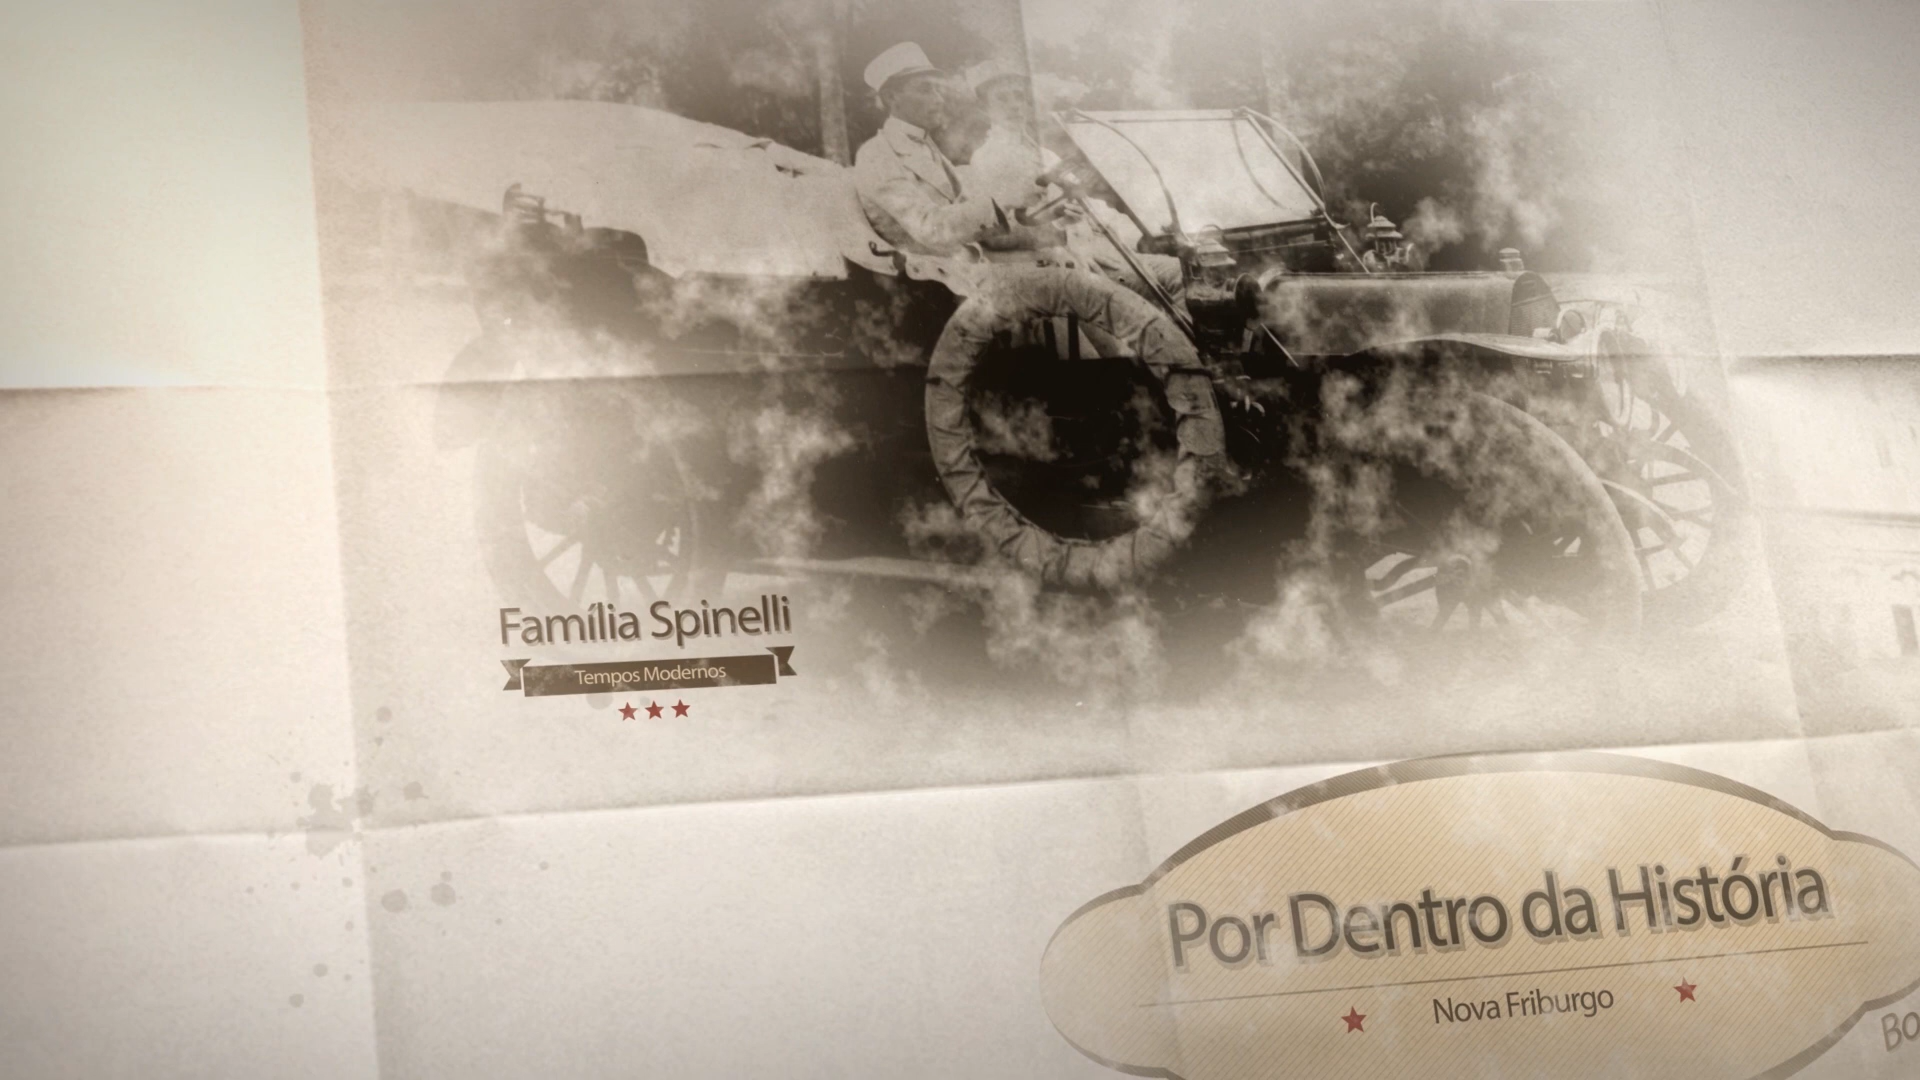 Família Spinelli
Tempos Modernos
Por Dentro da História
Nova Friburgo